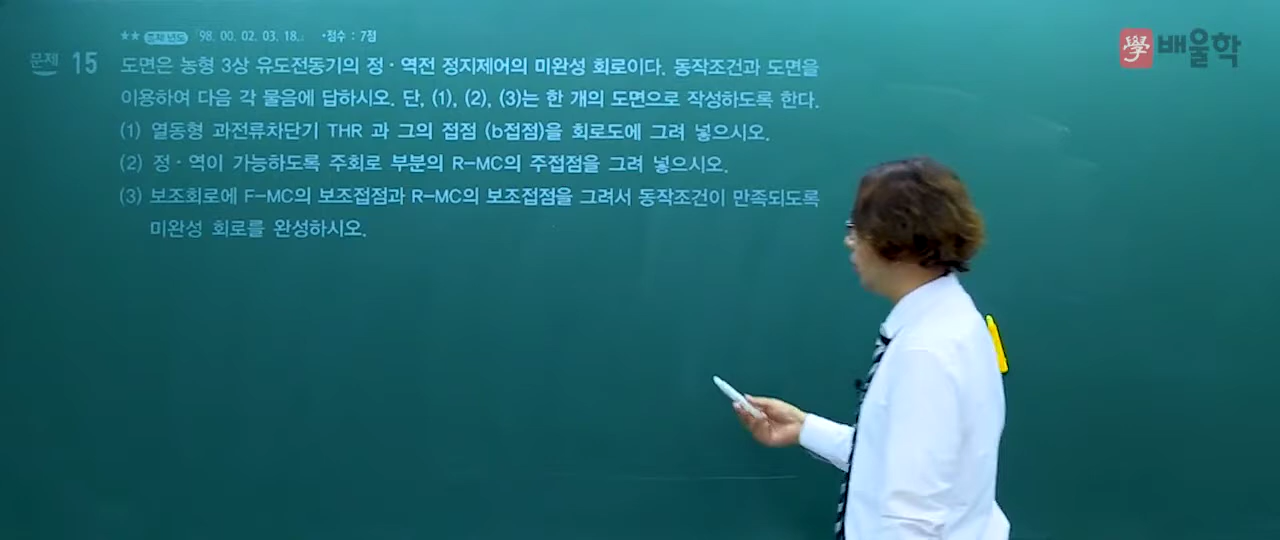 ★★ 문제 년도 98. 00. 02. 03. 18. •점수 : 7점
學 배울학
문제 15 도면은 농형 3상 유도전동기의 정·역전 정지제어의 미완성 회로이다. 동작조건과 도면을
이용하여 다음 각 물음에 답하시오. 단, (1), (2), (3)는 한 개의 도면으로 작성하도록 한다.
(1) 열동형 과전류차단기 THR 과 그의 접점 (b접점)을 회로도에 그려 넣으시오.
(2) 정·역이 가능하도록 주회로 부분의 R-MC의 주접점을 그려 넣으시오.
(3) 보조회로에 F-MC의 보조접점과 R-MC의 보조접점을 그려서 동작조건이 만족되도록
미완성 회로를 완성하시오.